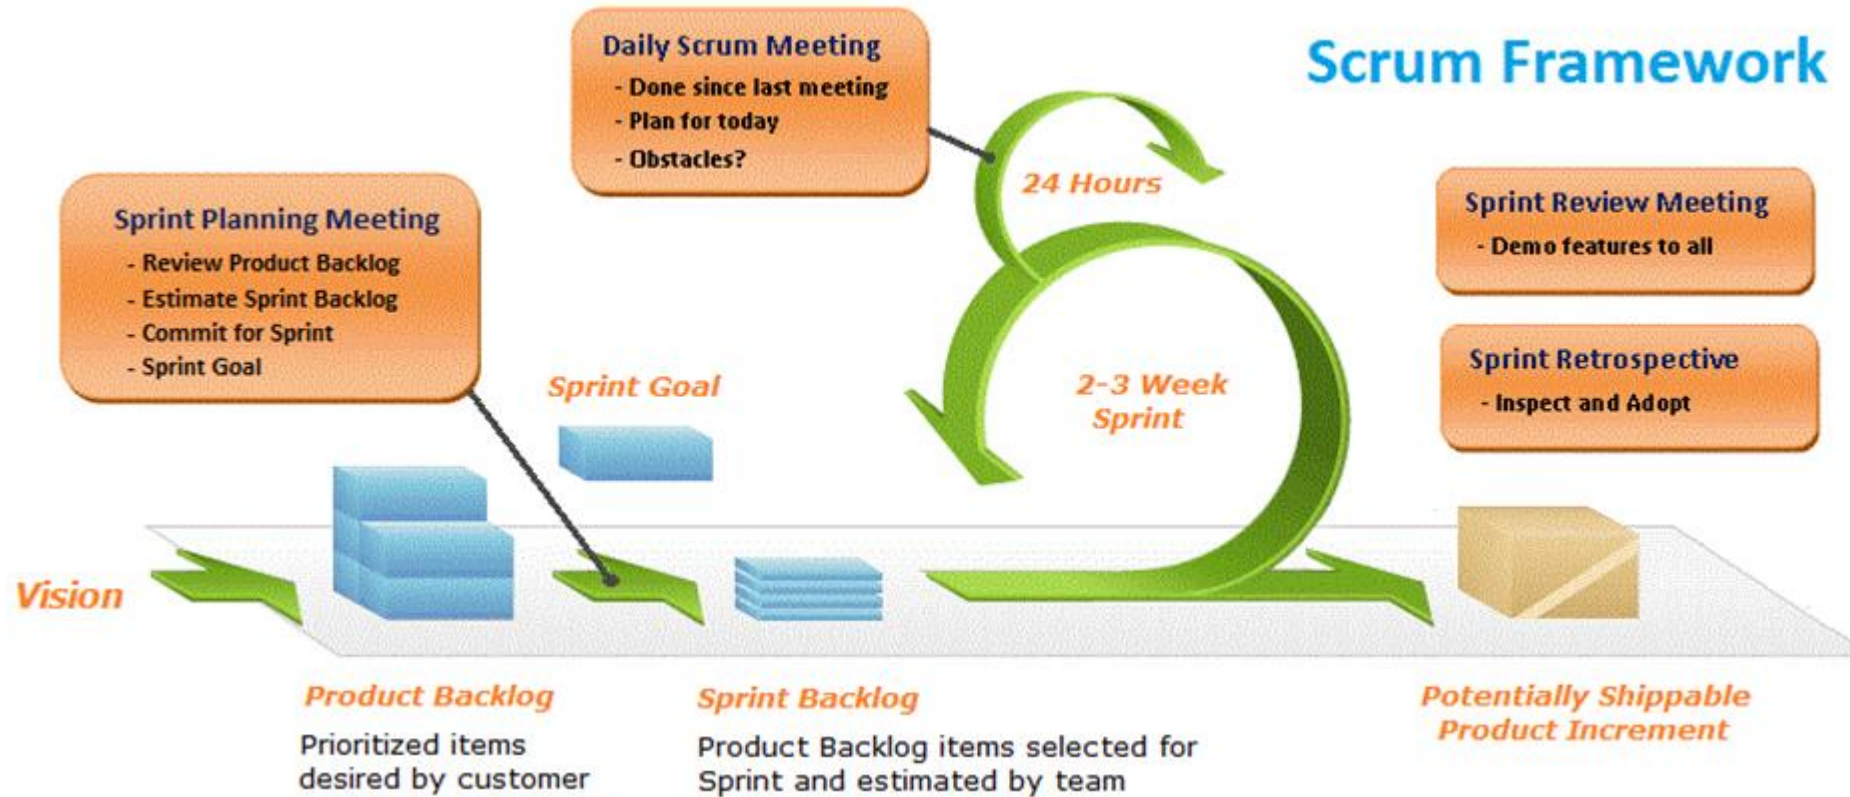 Scrum Framework
Daily Scrum Meeting
- Done since last meeting
- Plan for today
- Obstacles?
24 Hours
Sprint Planning Meeting
- Review Product Backlog
- Estimate Sprint Backlog
- Commit for Sprint
- Sprint Goal
Sprint Review Meeting
- Demo features to all
Sprint Retrospective
- Inspect and Adopt
Sprint Goal
2-3 Week
Sprint
Vision
Product Backlog
Prioritized items
desired by customer
Sprint Backlog
Product Backlog items selected for
Sprint and estimated by team
Potentially Shippable
Product Increment